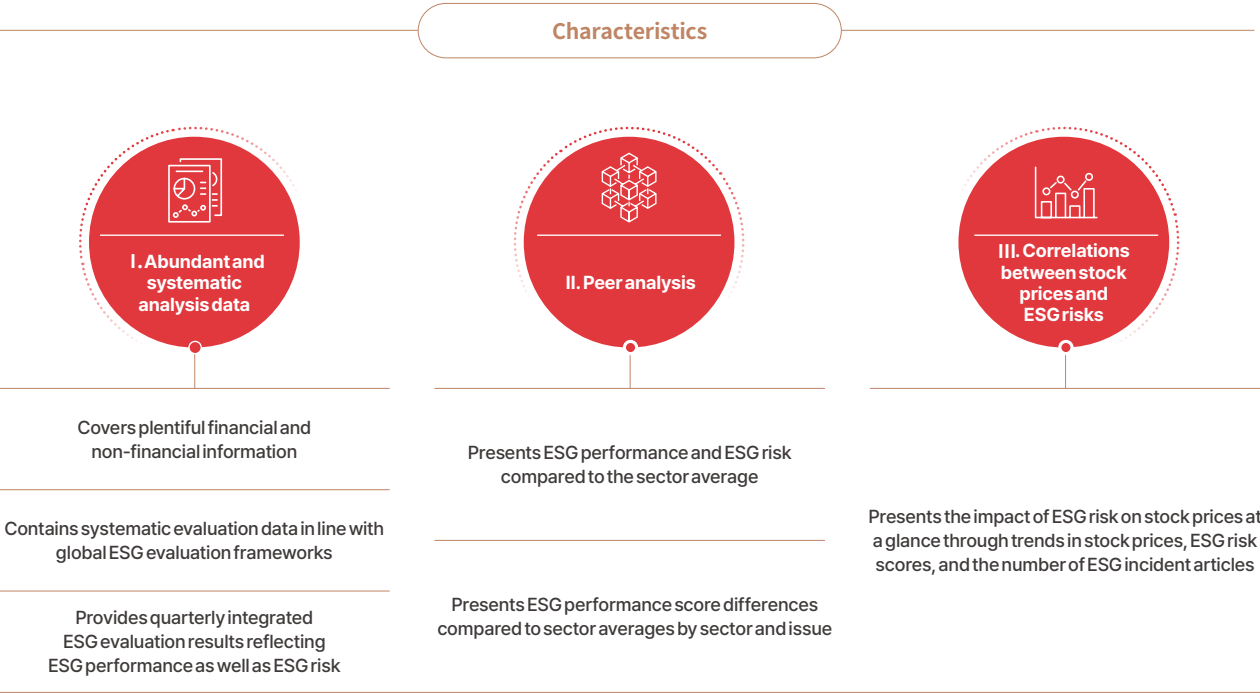 Characteristics
I. Abundant and
systematic
analysis data
II. Peer analysis
III. Correlations
between stock
prices and
ESG risks
Covers plentiful financial and
non-financial information
Contains systematic evaluation data in line with
global ESG evaluation frameworks
Provides quarterly integrated
ESG evaluation results reflecting
ESG performance as well as ESG risk
Presents ESG performance and ESG risk
compared to the sector average
Presents ESG performance score differences
compared to sector averages by sector and issue
Presents the impact of ESG risk on stock prices at
a glance through trends in stock prices, ESG risk
scores, and the number of ESG incident articles